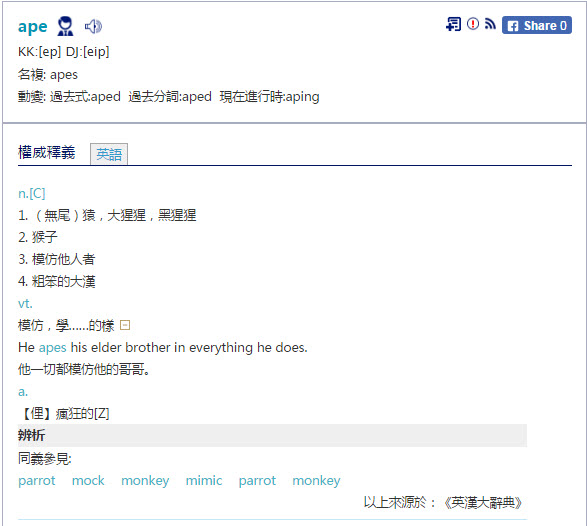 ape
Share 0
KK:[ep] DJ:[eip]
名複: apes
動變: 過去式:aped 過去分詞:aped 現在進行時:aping
權威釋義 英語
n.[C]
1. （無尾）猿，大猩猩，黑猩猩
2. 猴子
3. 模仿他人者
4. 粗笨的大漢
vt.
模仿，學……的樣
He apes his elder brother in everything he does.
他一切都模仿他的哥哥。
a.
【俚】瘋狂的[Z]
辨析
同義參見:
parrot mock monkey mimic parrot monkey
以上來源於：《英漢大辭典》